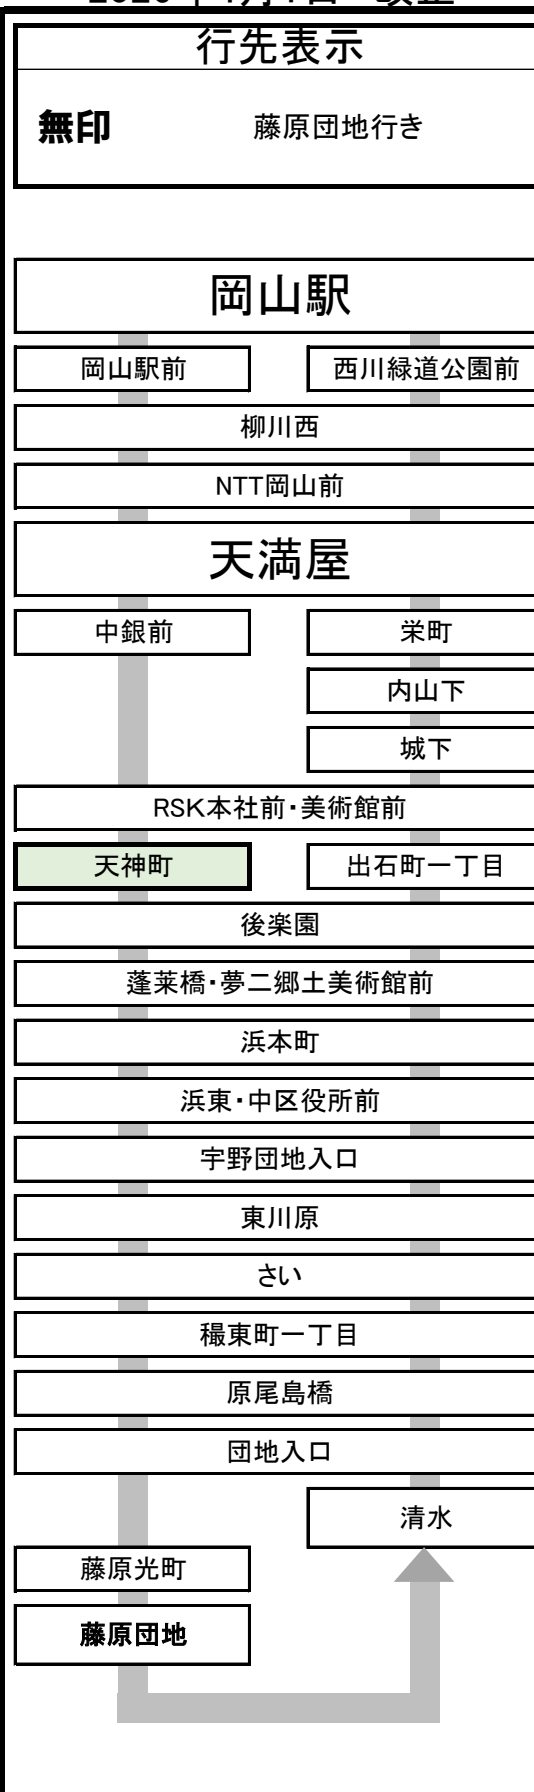 行先表示
無印 藤原団地行き
岡山駅
岡山駅前 西川緑道公園前
柳川西
NTT岡山前
天満屋
中銀前 栄町
内山下
城下
RSK本社前・美術館前
天神町 出石町一丁目
後楽園
蓬莱橋・夢二郷土美術館前
浜本町
浜東・中区役所前
宇野団地入口
東川原
さい
穝東町一丁目
原尾島橋
団地入口
清水
藤原光町
藤原団地